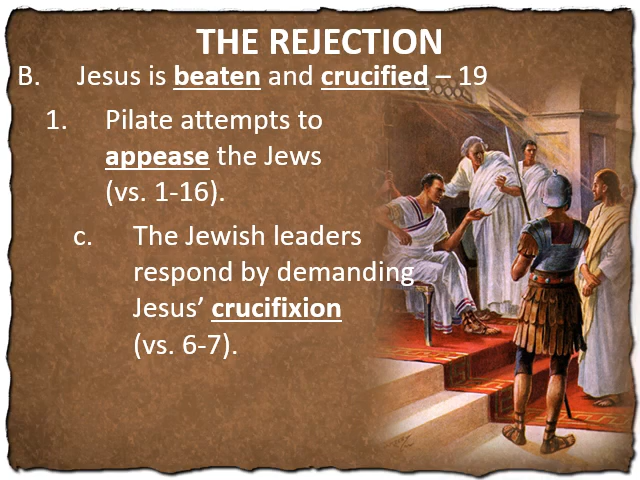 THE REJECTION
B. Jesus is beaten and crucified – 19
1. Pilate attempts to
appease the Jews
(vs. 1-16).
c. The Jewish leaders
respond by demanding
Jesus’ crucifixion
(vs. 6-7).